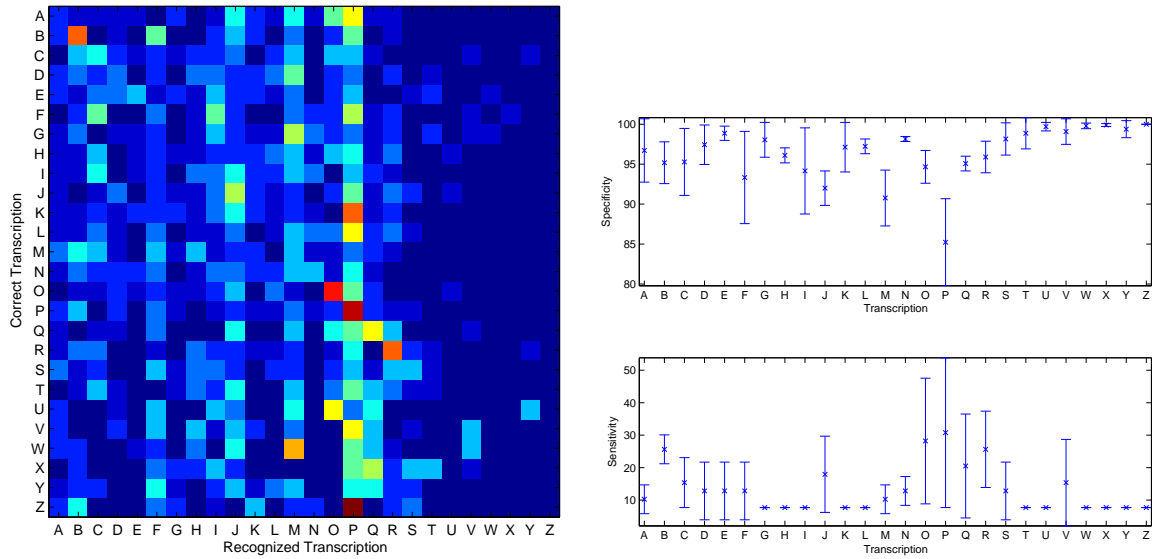 Correct Transcription
A
B
C
D
E
F
G
H
I
J
K
L
M
N
O
P
Q
R
S
T
U
V
W
X
Y
Z
A B C D E F G H I J K L M N O P Q R S T U V W X Y Z
Recognized Transcription
Specificity
100
95
90
85
80
A B C D E F G H I J K L M N O P Q R S T U V W X Y Z
Transcription
Sensitivity
50
40
30
20
10
A B C D E F G H I J K L M N O P Q R S T U V W X Y Z
Transcription